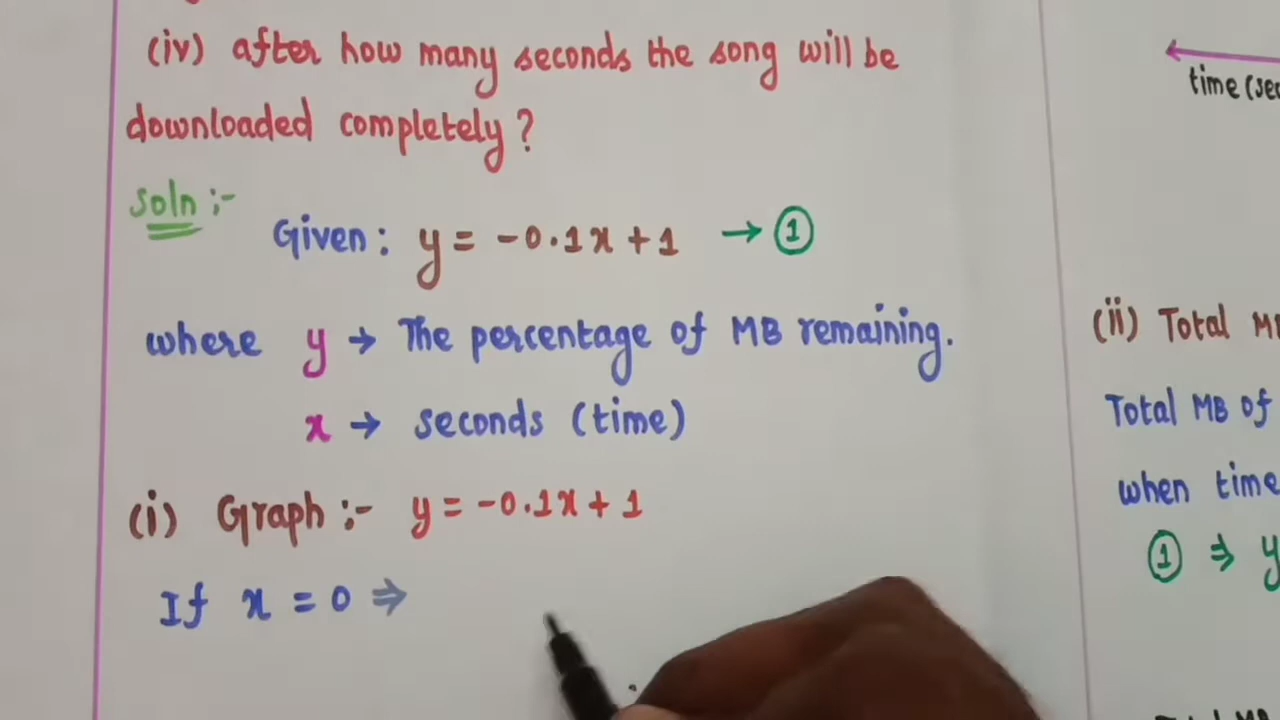 (iv) after how many seconds the song will be
downloaded completely?
Soln :-
Given : y = -0.1x + 1 → ①
where y → The percentage of MB remaining.
x → seconds (time)
(i) Graph :- y = -0.1x + 1
If x = 0 ⇒
time (sec
(ii) Total M
Total MB of
when time
① ⇒ y